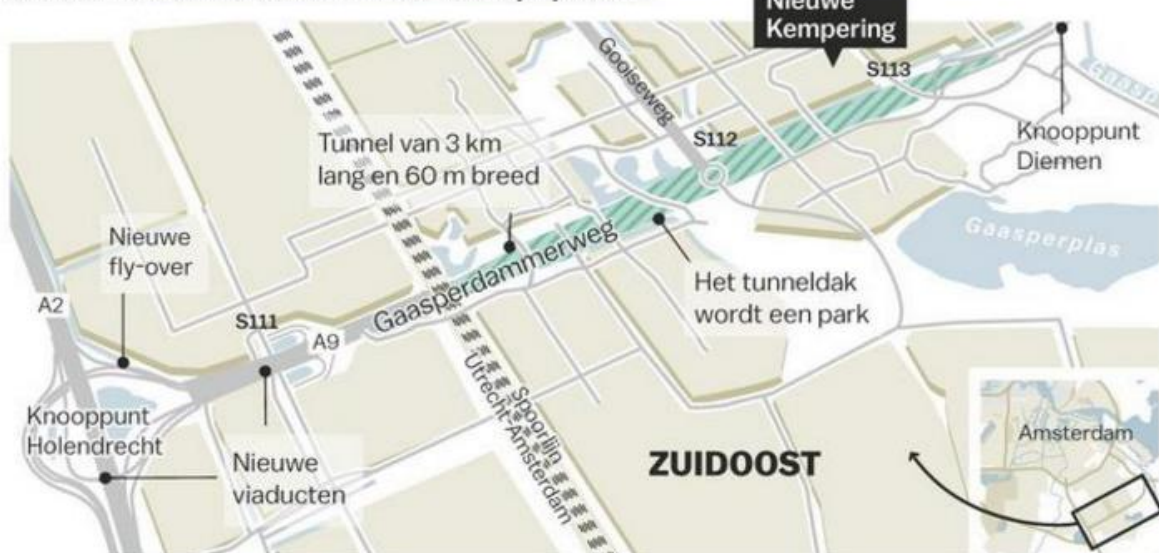 Nieuwe
Kempering
S113
Gooiseweg
Gaasp
Tunnel van 3 km
lang en 60 m breed
S112
Knooppunt
Diemen
Nieuwe
fly-over
Gaasperdammerweg
Gaasperplas
Het tunneldak
wordt een park
A2
S111
A9
Knooppunt
Holendrecht
Nieuwe
viaducten
Spoorlijn
Utrecht-Amsterdam
ZUIDOOST
Amsterdam